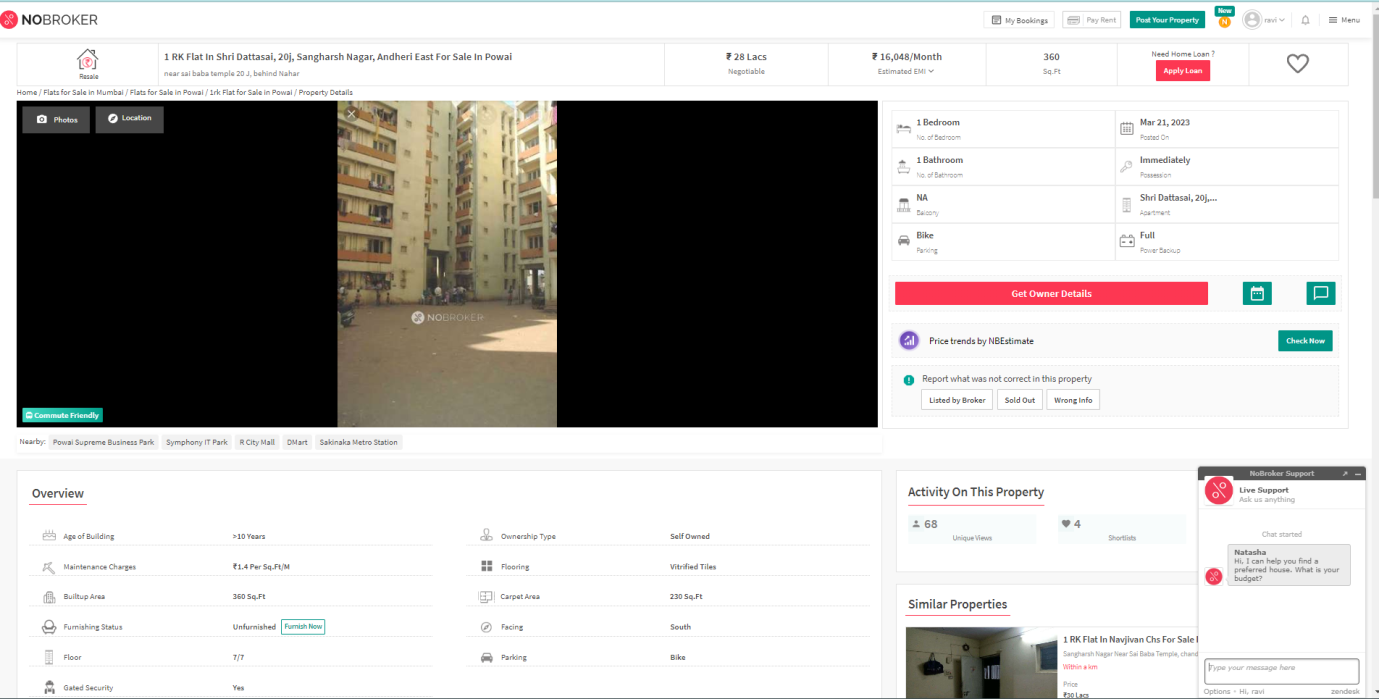 NOBROKER
My Bookings
Pay Rent
Post Your Property
New
N
ravi
Menu
Resale
1 RK Flat In Shri Dattasai, 20j, Sangharsh Nagar, Andheri East For Sale In Powai
near sai baba temple 20 J, behind Nahar
₹ 28 Lacs
Negotiable
₹ 16,048/Month
Estimated EMI
360
Sq.Ft
Need Home Loan ?
Apply Loan
Home / Flats for Sale in Mumbai / Flats for Sale in Powai / 1rk Flat for Sale in Powai / Property Details
Photos
Location
NOBROKER
Commute Friendly
Nearby: Powai Supreme Business Park Symphony IT Park R City Mall DMart Sakinaka Metro Station
1 Bedroom
No. of Bedroom
Mar 21, 2023
Posted On
1 Bathroom
No. of Bathroom
Immediately
Possession
NA
Balcony
Shri Dattasai, 20j,...
Apartment
Bike
Parking
Full
Power Backup
Get Owner Details
Price trends by NBEstimate
Check Now
Report what was not correct in this property
Listed by Broker
Sold Out
Wrong Info
Overview
Age of Building >10 Years
Ownership Type Self Owned
Maintenance Charges ₹1.4 Per Sq.Ft/M
Flooring Vitrified Tiles
Builtup Area 360 Sq.Ft
Carpet Area 230 Sq.Ft
Furnishing Status Unfurnished Furnish Now
Facing South
Floor 7/7
Parking Bike
Gated Security Yes
Activity On This Property
68
Unique Views
4
Shortlists
Similar Properties
1 RK Flat In Navjivan Chs For Sale
Sangharsh Nagar Near Sai Baba Temple, chand
Within a km
Price
₹30 Lacs
NoBroker Support
Live Support
Ask us anything
Chat started
Natasha
Hi, I can help you find a
preferred house. What is your
budget?
Type your message here
Options - Hi, ravi
zendesk